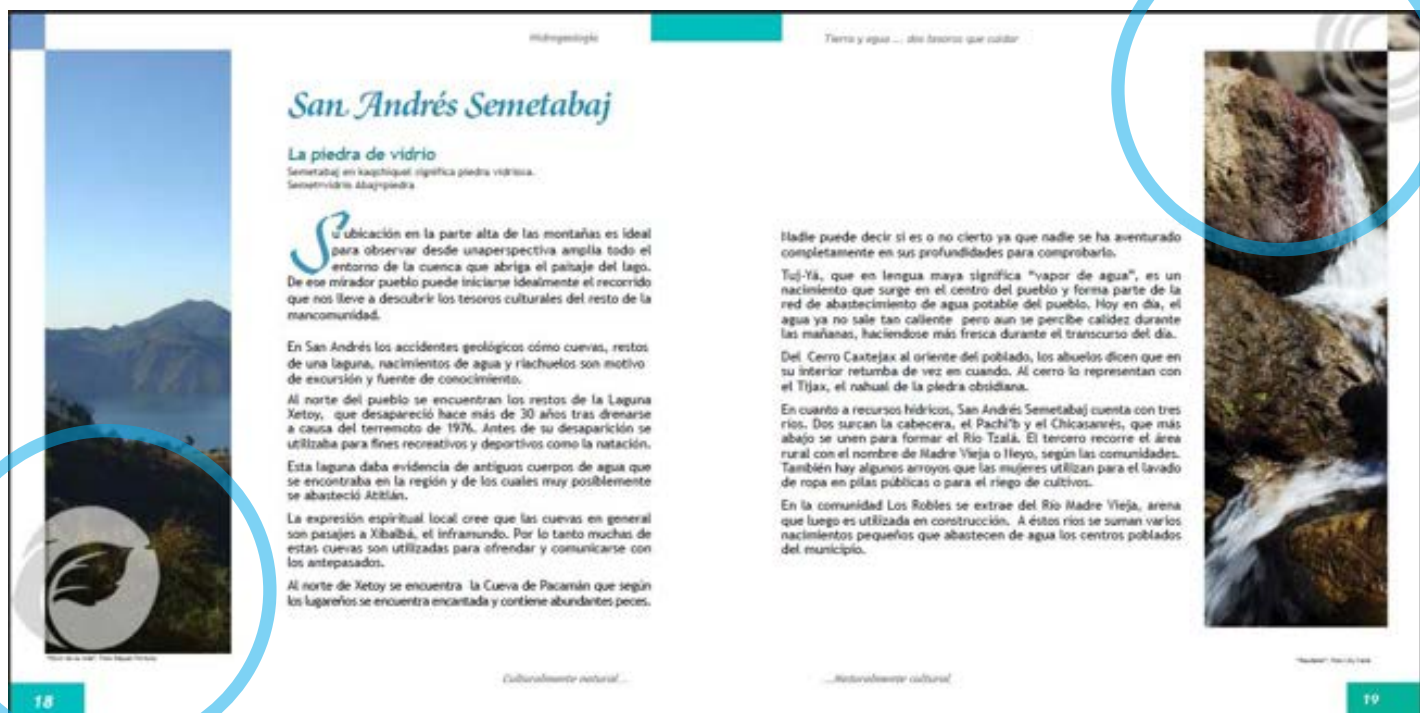 Hidrogeología
Tierra y agua ... dos tesoros que cuidar
San Andrés Semetabaj
La piedra de vidrio
Semetabaj en kaqchiquel significa piedra vidriosa.
Semet=vidrio Abaj=piedra
Su ubicación en la parte alta de las montañas es ideal
para observar desde unaperspectiva amplia todo el
entorno de la cuenca que abriga el paisaje del lago.
De ese mirador pueblo puede iniciarse idealmente el recorrido
que nos lleve a descubrir los tesoros culturales del resto de la
mancomunidad.
En San Andrés los accidentes geológicos cómo cuevas, restos
de una laguna, nacimientos de agua y riachuelos son motivo
de excursión y fuente de conocimiento.
Al norte del pueblo se encuentran los restos de la Laguna
Xetoy, que desapareció hace más de 30 años tras drenarse
a causa del terremoto de 1976. Antes de su desaparición se
utilizaba para fines recreativos y deportivos como la natación.
Esta laguna daba evidencia de antiguos cuerpos de agua que
se encontraba en la región y de los cuales muy posiblemente
se abasteció Atitlán.
La expresión espiritual local cree que las cuevas en general
son pasajes a Xibalbá, el inframundo. Por lo tanto muchas de
estas cuevas son utilizadas para ofrendar y comunicarse con
los antepasados.
Al norte de Xetoy se encuentra la Cueva de Pacamán que según
los lugareños se encuentra encantada y contiene abundantes peces.
Nadie puede decir si es o no cierto ya que nadie se ha aventurado
completamente en sus profundidades para comprobarlo.
Tuj-Yá, que en lengua maya significa "vapor de agua", es un
nacimiento que surge en el centro del pueblo y forma parte de la
red de abastecimiento de agua potable del pueblo. Hoy en día, el
agua ya no sale tan caliente pero aun se percibe calidez durante
las mañanas, haciendose más fresca durante el transcurso del día.
Del Cerro Caxtejax al oriente del poblado, los abuelos dicen que en
su interior retumba de vez en cuando. Al cerro lo representan con
el Tijax, el nahual de la piedra obsidiana.
En cuanto a recursos hídricos, San Andrés Semetabaj cuenta con tres
ríos. Dos surcan la cabecera, el Pachi'b y el Chicasanrés, que más
abajo se unen para formar el Río Tzalá. El tercero recorre el área
rural con el nombre de Madre Vieja o Neyo, según las comunidades.
También hay algunos arroyos que las mujeres utilizan para el lavado
de ropa en pilas públicas o para el riego de cultivos.
En la comunidad Los Robles se extrae del Río Madre Vieja, arena
que luego es utilizada en construcción. A éstos ríos se suman varios
nacimientos pequeños que abastecen de agua los centros poblados
del municipio.
Culturalmente natural...
...Naturalmente cultural
18
19